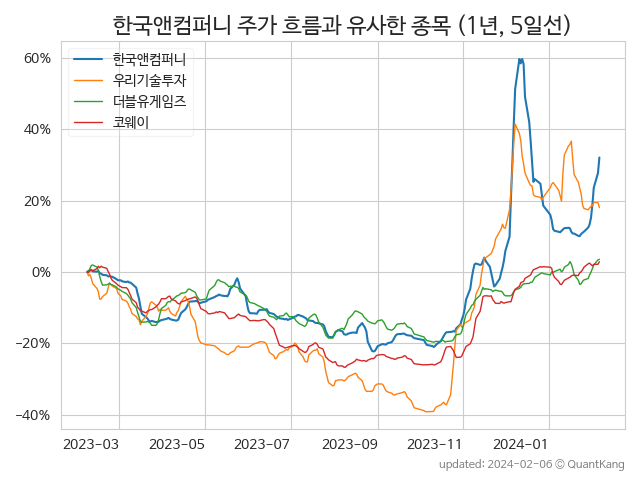 한국앤컴퍼니 주가 흐름과 유사한 종목 (1년, 5일선)
한국앤컴퍼니
우리기술투자
더블유게임즈
코웨이
60%
40%
20%
0%
−20%
−40%
2023-03 2023-05 2023-07 2023-09 2023-11 2024-01
updated: 2024-02-06 © QuantKang